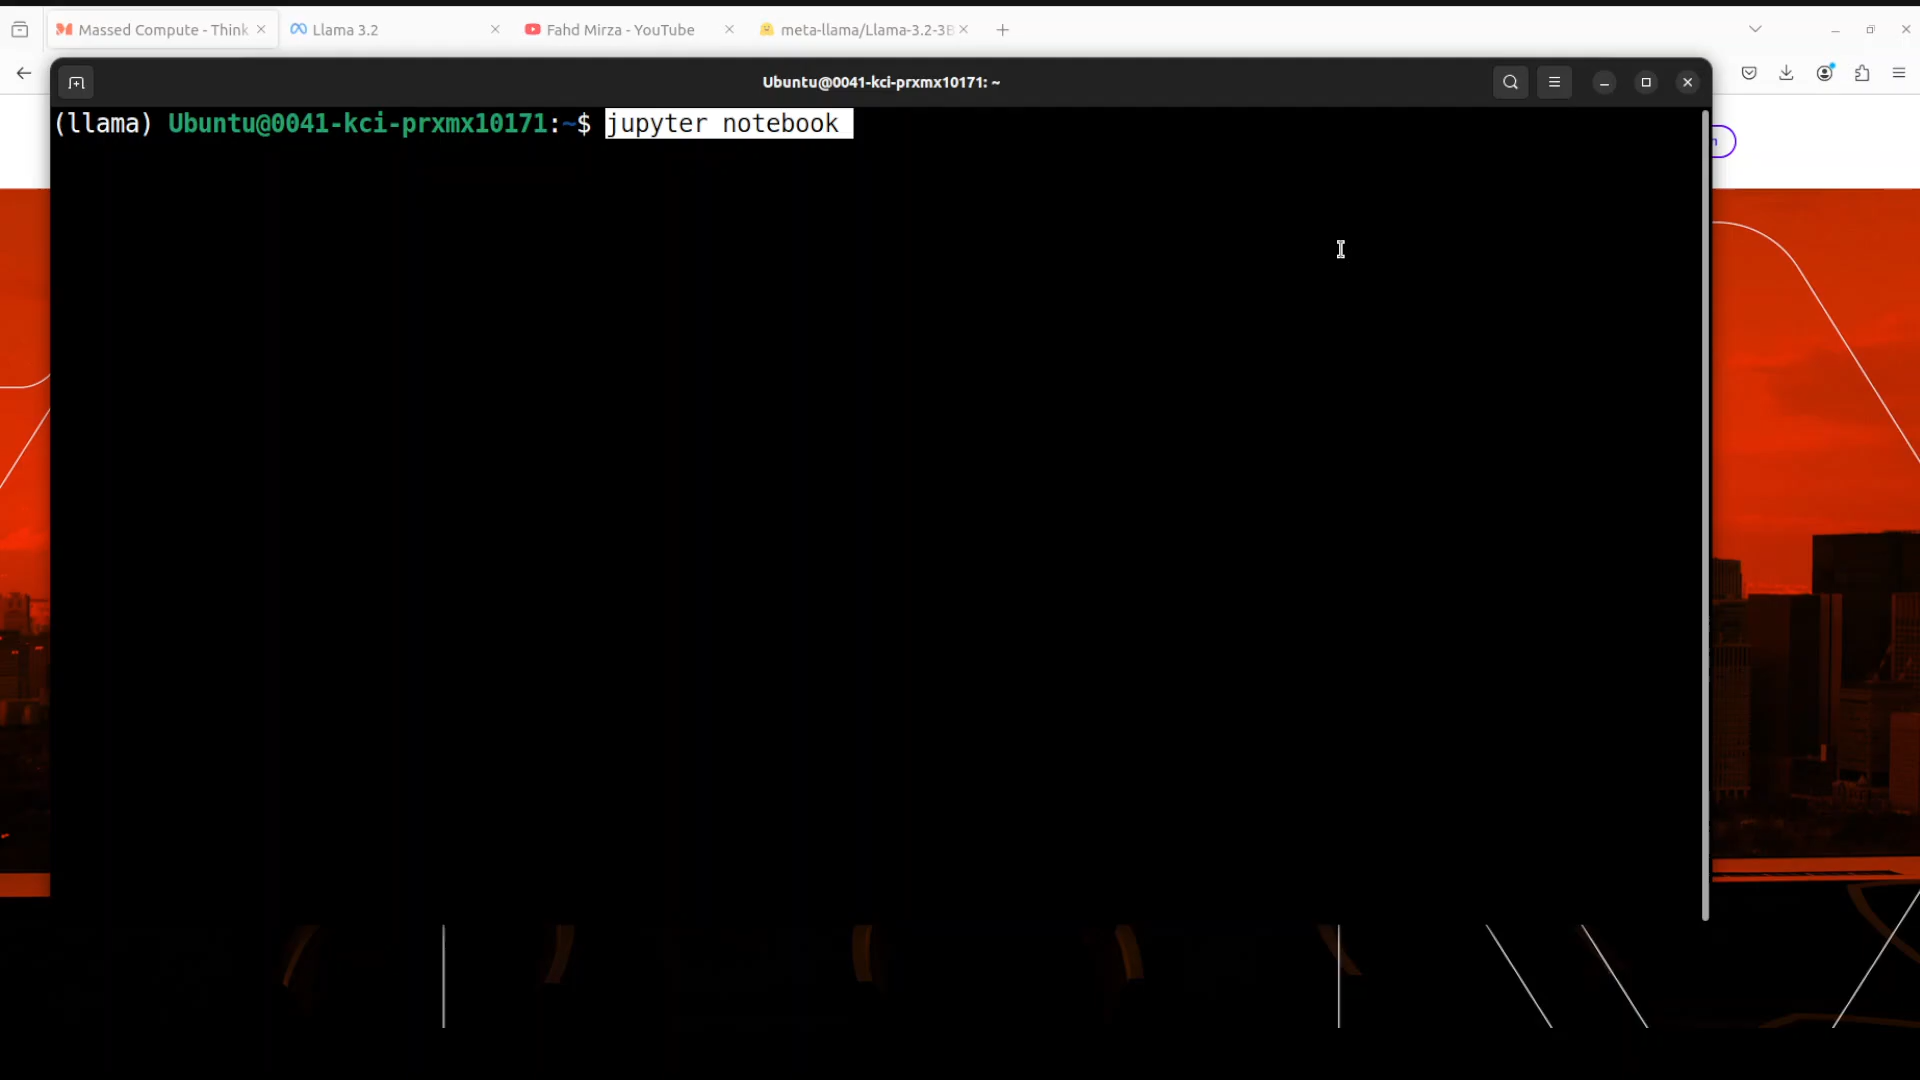 Massed Compute - Think
Llama 3.2
Fahd Mirza - YouTube
meta-llama/Llama-3.2-3B
Ubuntu@0041-kci-prxmx10171: ~
(llama) Ubuntu@0041-kci-prxmx10171:~$ jupyter notebook